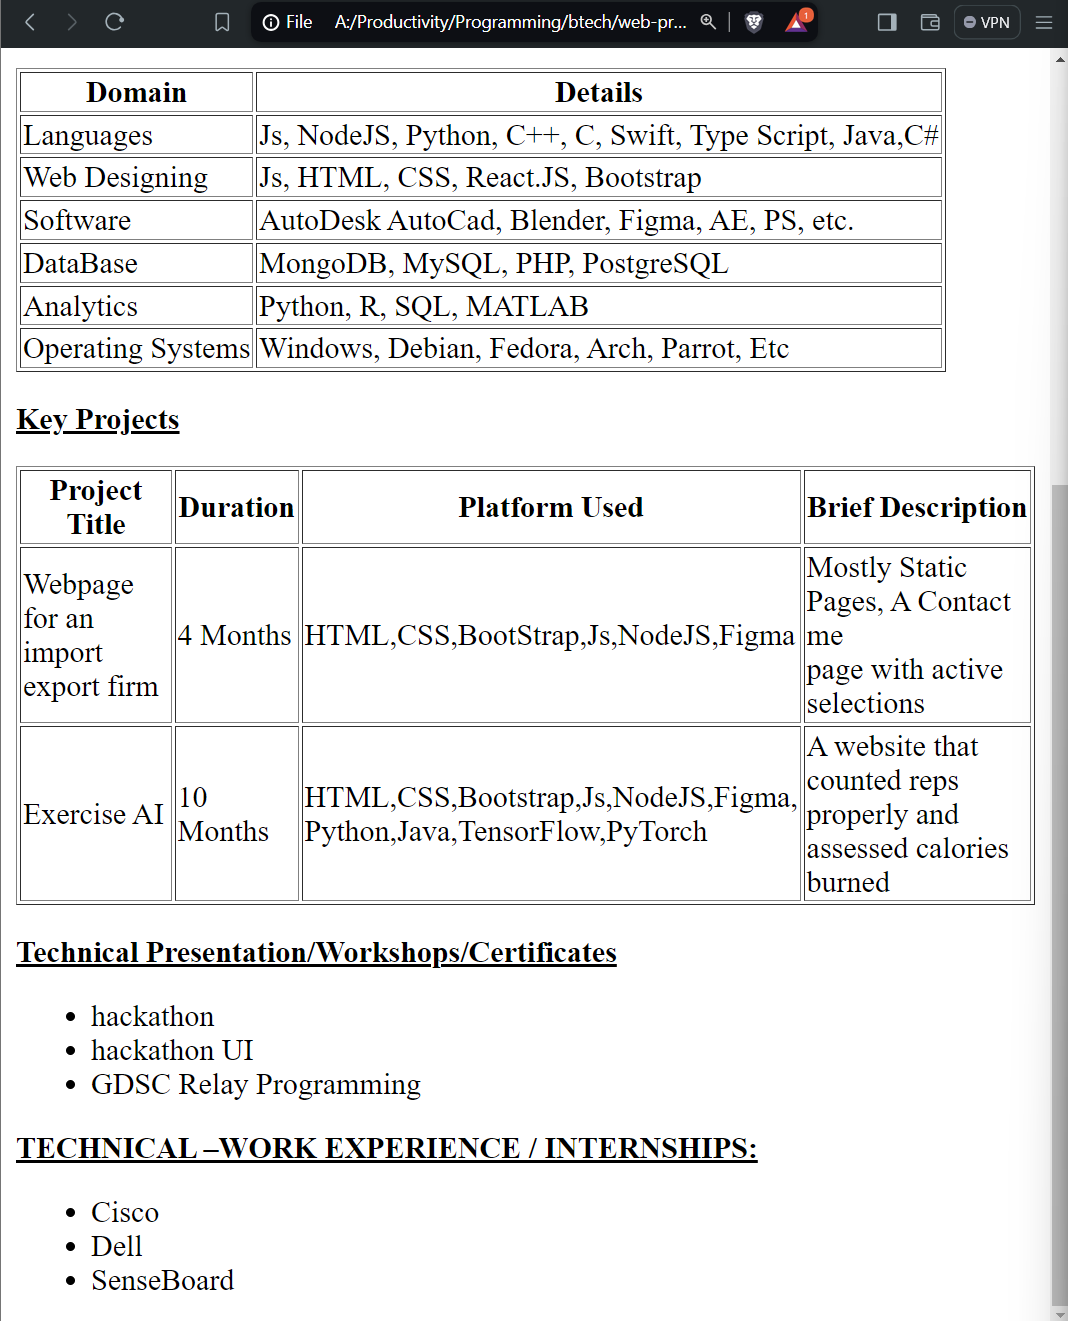 File A:/Productivity/Programming/btech/web-pr... 1 VPN
Domain Details
Languages Js, NodeJS, Python, C++, C, Swift, Type Script, Java,C#
Web Designing Js, HTML, CSS, React.JS, Bootstrap
Software AutoDesk AutoCad, Blender, Figma, AE, PS, etc.
DataBase MongoDB, MySQL, PHP, PostgreSQL
Analytics Python, R, SQL, MATLAB
Operating Systems Windows, Debian, Fedora, Arch, Parrot, Etc
Key Projects
Project
Title
Duration
Platform Used
Brief Description
Webpage
for an
import
export firm
4 Months
HTML,CSS,BootStrap,Js,NodeJS,Figma
Mostly Static
Pages, A Contact
me
page with active
selections
Exercise AI
10
Months
HTML,CSS,Bootstrap,Js,NodeJS,Figma,
Python,Java,TensorFlow,PyTorch
A website that
counted reps
properly and
assessed calories
burned
Technical Presentation/Workshops/Certificates
• hackathon
• hackathon UI
• GDSC Relay Programming
TECHNICAL –WORK EXPERIENCE / INTERNSHIPS:
• Cisco
• Dell
• SenseBoard